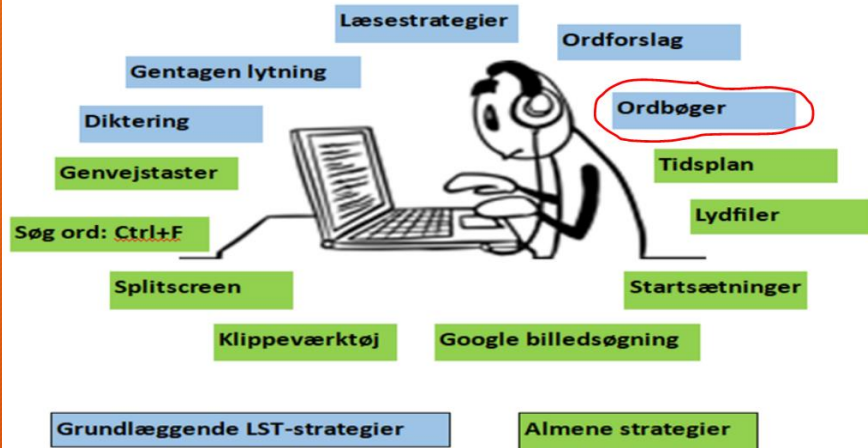 Læsestrategier
Ordforslag
Gentagen lytning
Ordbøger
Diktering
Genvejstaster
Tidsplan
Lydfiler
Søg ord: Ctrl+F
Splitscreen
Startsætninger
Klippeværktøj
Google billedsøgning
Grundlæggende LST-strategier
Almene strategier